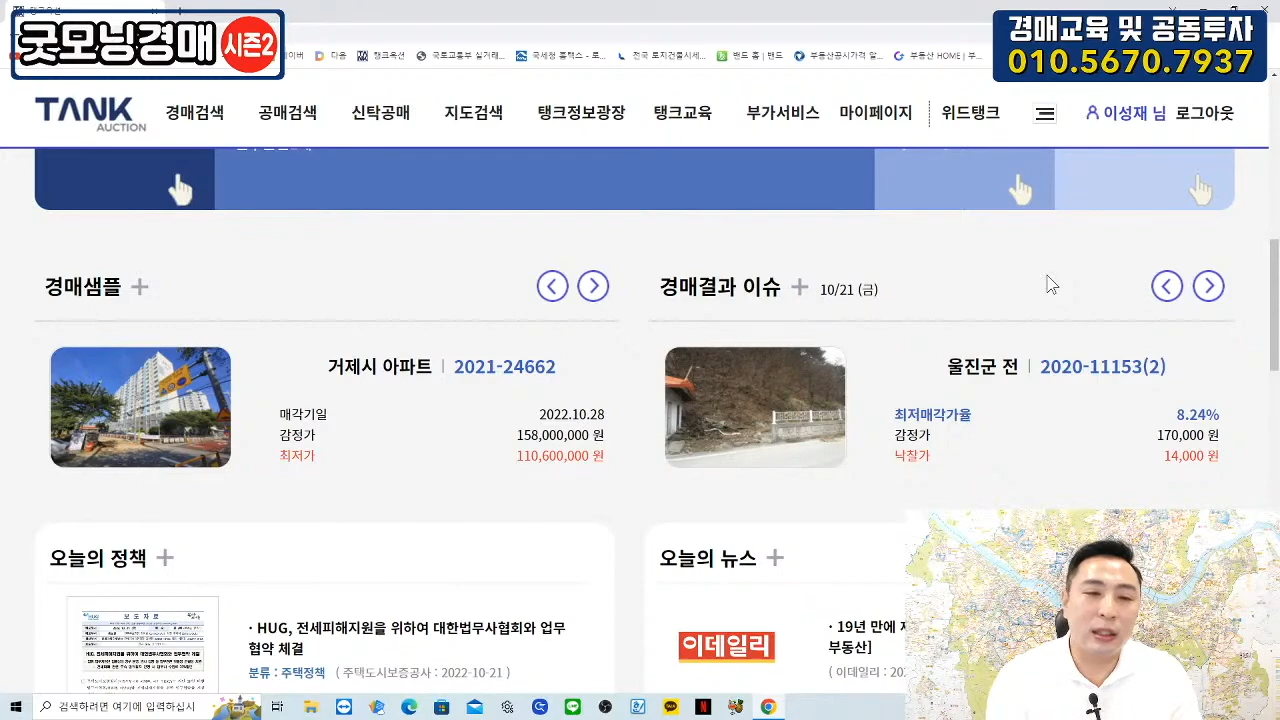 굿모닝경매 시즌2
경매교육 및 공동투자
010.5670.7937
다음
탱크옥션
TANK
AUCTION
경매검색
공매검색
신탁공매
지도검색
탱크정보광장
탱크교육
부가서비스
마이페이지
위드탱크
이성재 님
로그아웃
경매샘플
경매결과 이슈
10/21 (금)
거제시 아파트
2021-24662
매각기일
2022.10.28
감정가
158,000,000 원
최저가
110,600,000 원
울진군 전
2020-11153(2)
최저매각가율
8.24%
감정가
170,000 원
낙찰가
14,000 원
오늘의 정책
보도자료
· HUG, 전세피해지원을 위하여 대한법무사협회와 업무
협약 체결
분류 : 주택정책 ( 주택도시보증공사 : 2022-10-21 )
오늘의 뉴스
이데일리
· 19년 만에
부동산]
( 이데일리 : 20
검색하려면 여기에 입력하십시